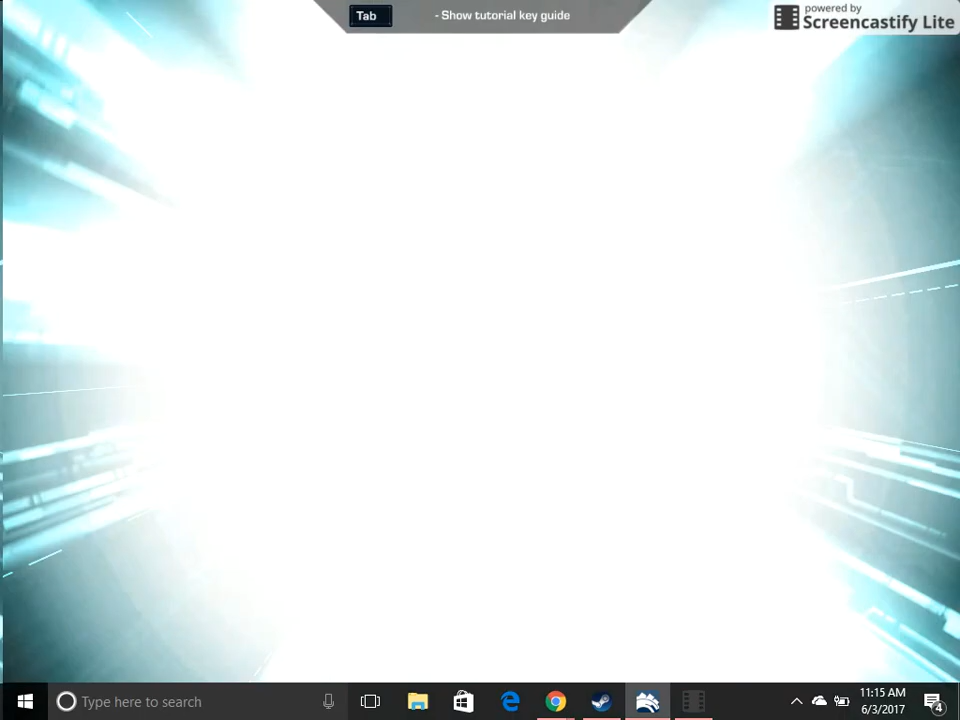 Tab - Show tutorial key guide
powered by
Screencastify Lite
Type here to search
11:15 AM
6/3/2017
4